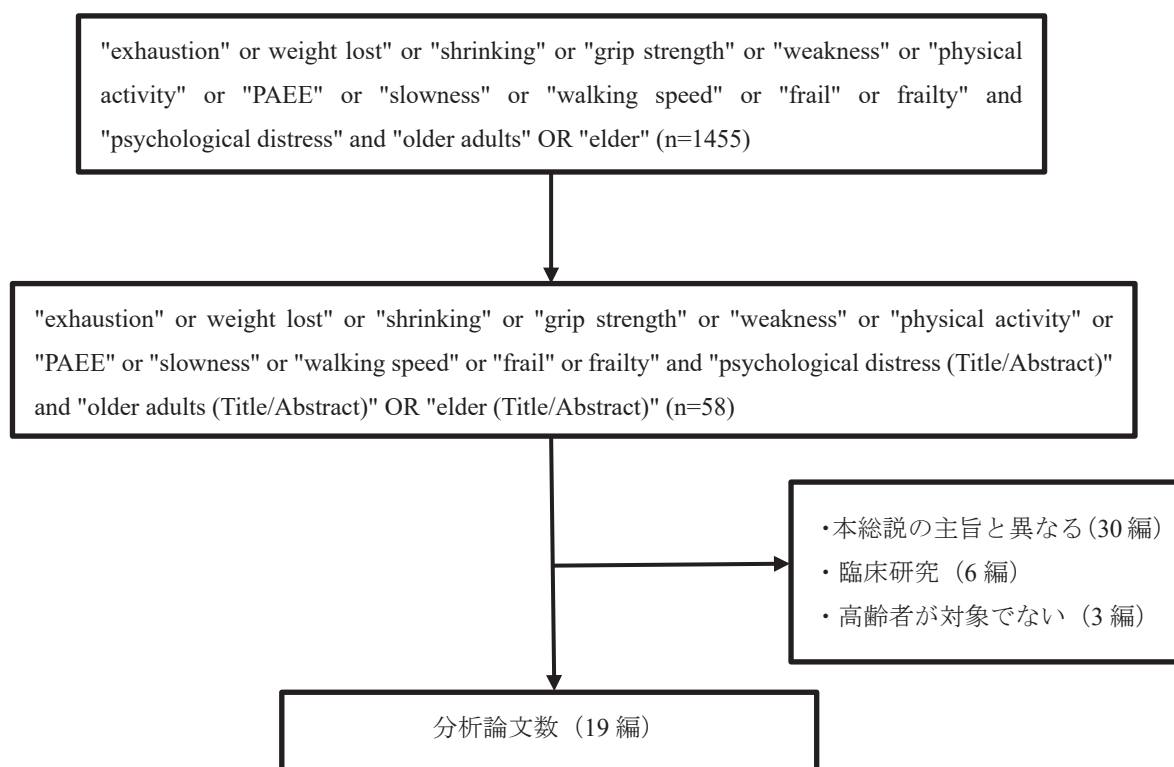 "exhaustion" or weight lost" or "shrinking" or "grip strength" or "weakness" or "physical
activity" or "PAEE" or "slowness" or "walking speed" or "frail" or frailty" and
"psychological distress" and "older adults" OR "elder" (n=1455)
"exhaustion" or weight lost" or "shrinking" or "grip strength" or "weakness" or "physical activity" or
"PAEE" or "slowness" or "walking speed" or "frail" or frailty" and "psychological distress (Title/Abstract)"
and "older adults (Title/Abstract)" OR "elder (Title/Abstract)" (n=58)
・本総説の主旨と異なる(30 編)
・臨床研究（6 編）
・高齢者が対象でない（3 編）
分析論文数（19 編）